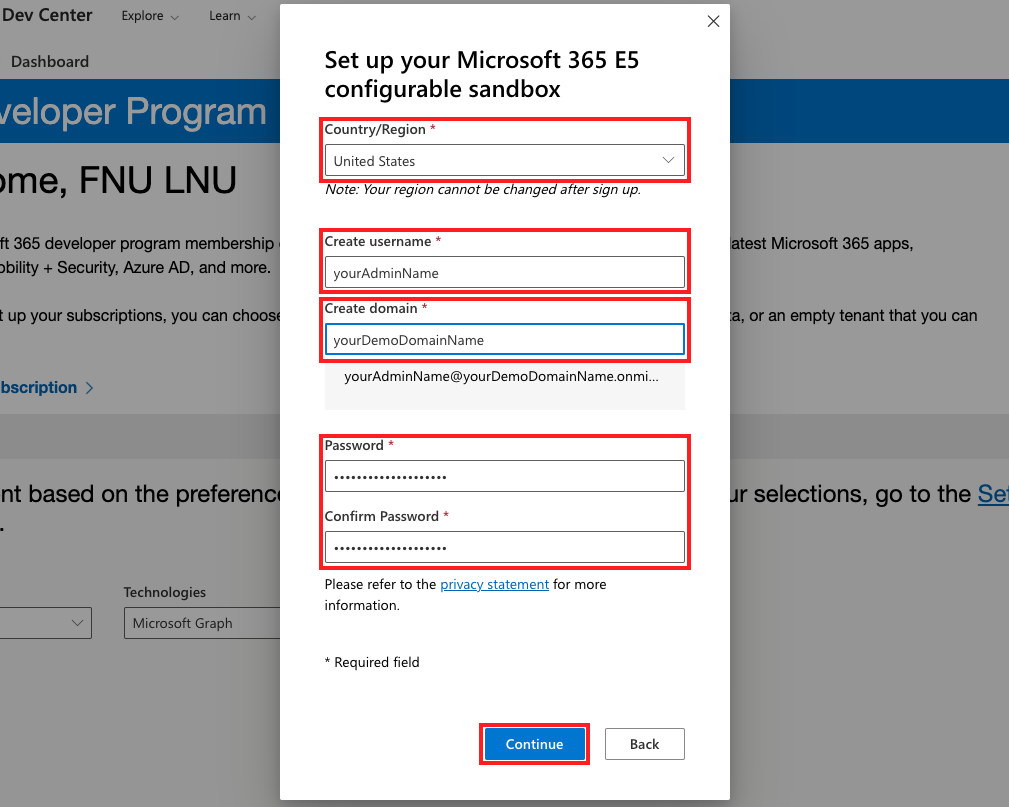 Dev Center Explore Learn
Dashboard
veloper Program
ome, FNU LNU
ft 365 developer program membership
latest Microsoft 365 apps,
obility + Security, Azure AD, and more.
t up your subscriptions, you can choose
or an empty tenant that you can
bscription
nt based on the preference
ur selections, go to the Set
.
Technologies
Microsoft Graph
Set up your Microsoft 365 E5
configurable sandbox
Country/Region *
United States
Note: Your region cannot be changed after sign up.
Create username *
yourAdminName
Create domain *
yourDemoDomainName
yourAdminName@yourDemoDomainName.onmi...
Password *
••••••••••••••••••••
Confirm Password *
••••••••••••••••••••
Please refer to the privacy statement for more
information.
* Required field
Continue Back